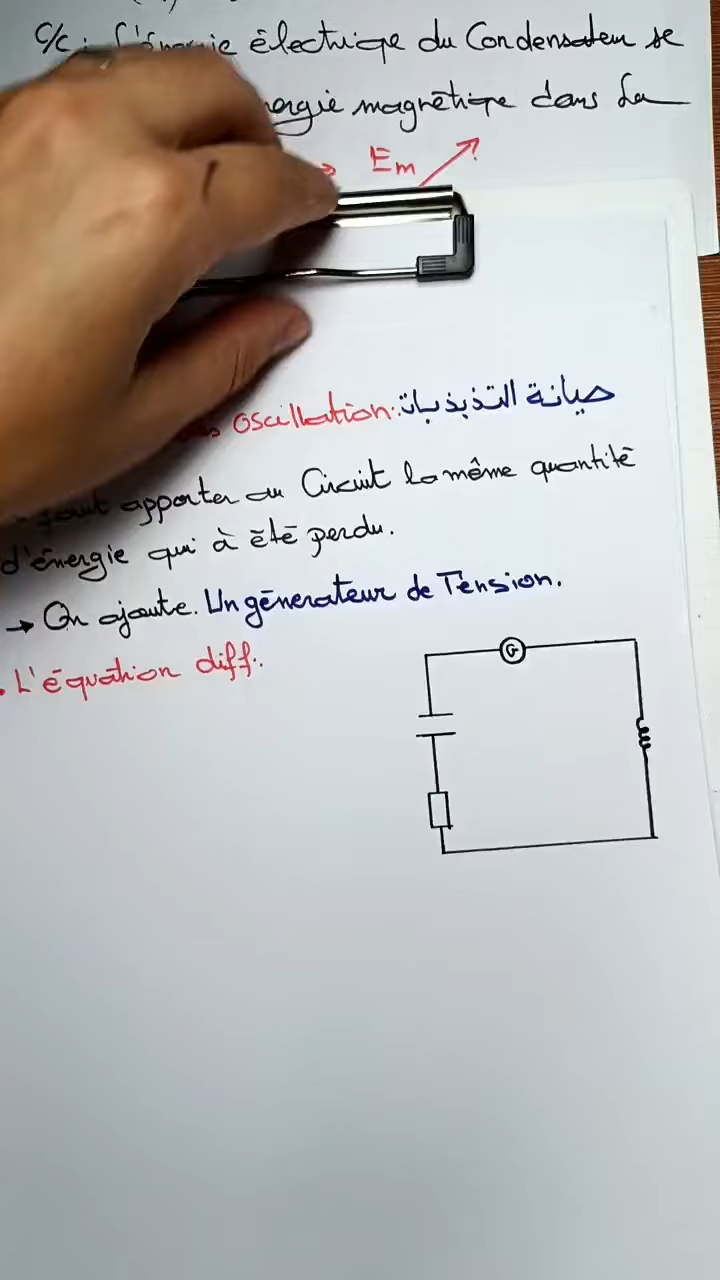 C/C : L'énergie électrique du Condensateur se
énergie magnétique dans la
→ Em ↗
oscillation: صيانة التذبذبات
apporter au Circuit la même quantité
d'énergie qui à été perdu.
→ On ajoute. Un générateur de Tension.
. L'équation diff:.
G